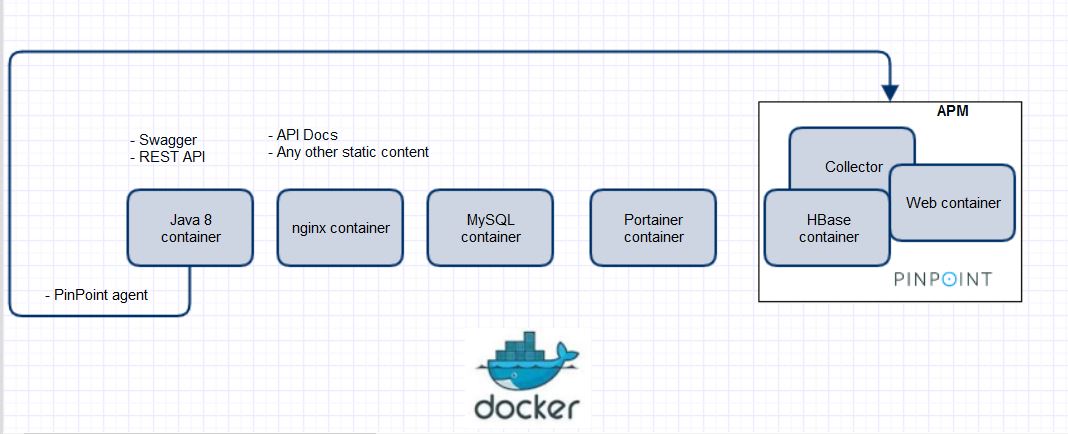 APM
- Swagger
- REST API
- API Docs
- Any other static content
Java 8
container
nginx container
MySQL
container
Portainer
container
Collector
HBase
container
Web container
PINPOINT
- PinPoint agent
docker